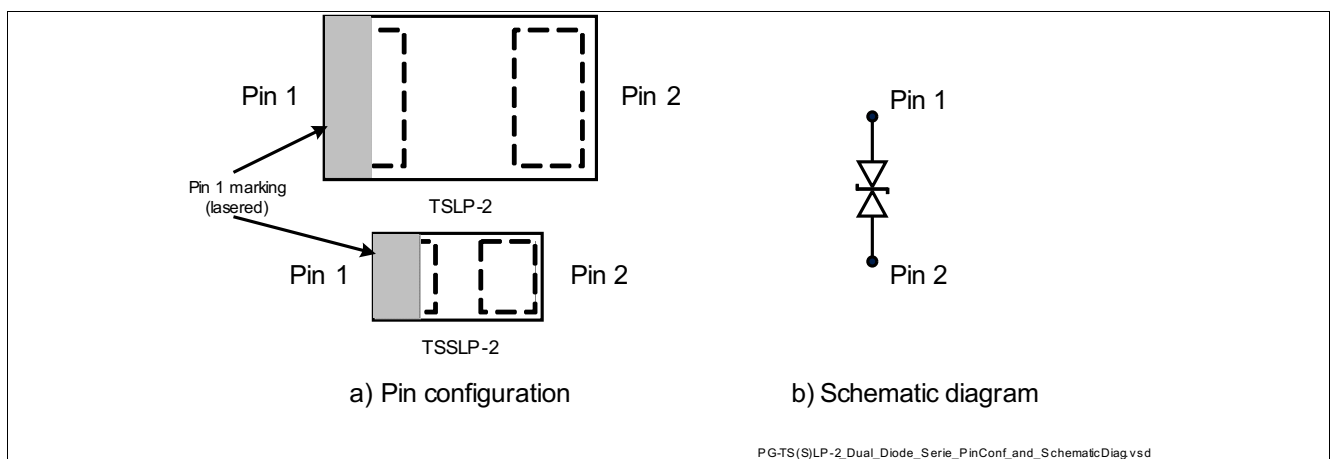 Pin 1
Pin 2
Pin 1 marking
(lasered)
TSLP-2
Pin 1
Pin 2
TSSLP-2
a) Pin configuration
Pin 1
Pin 2
b) Schematic diagram
PG-TS(S)LP-2_Dual_Diode_Serie_PinConf_and_SchematicDiag.vsd